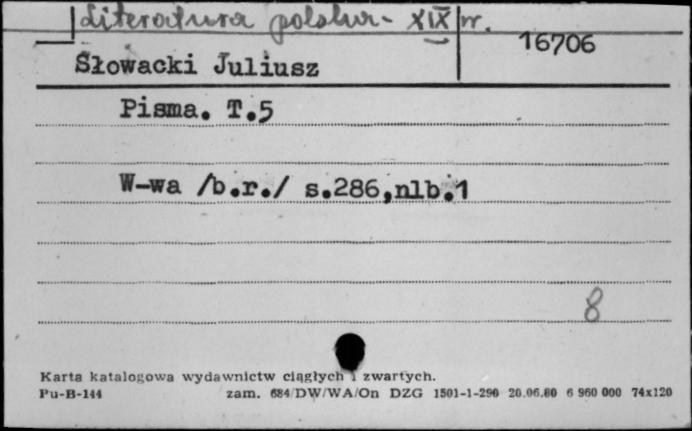 Literatura polska - XIX w.
16706
Słowacki Juliusz
Pisma. T.5
W-wa /b.r./ s.286,nlb.1
8
Karta katalogowa wydawnictw ciągłych i zwartych.
Pu-B-144 zam. 684/DW/WA/On DZG 1501-1-290 20.06.80 6 960 000 74x120